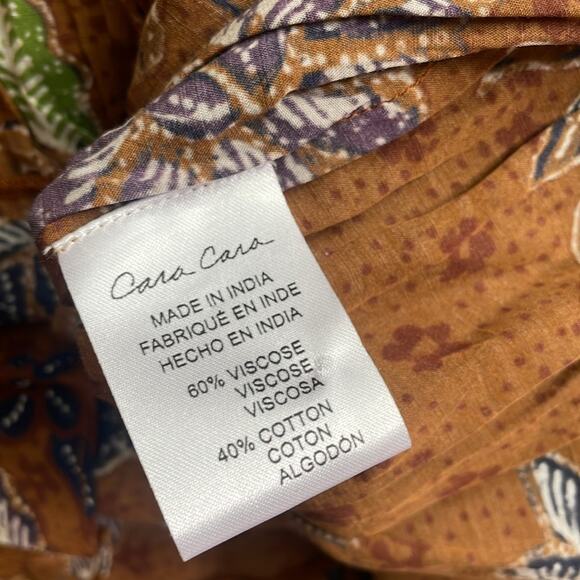 Cara Cara
MADE IN INDIA
FABRIQUÉ EN INDE
HECHO EN INDIA
60% VISCOSE
VISCOSE
VISCOSA
40% COTTON
COTON
ALGODÓN